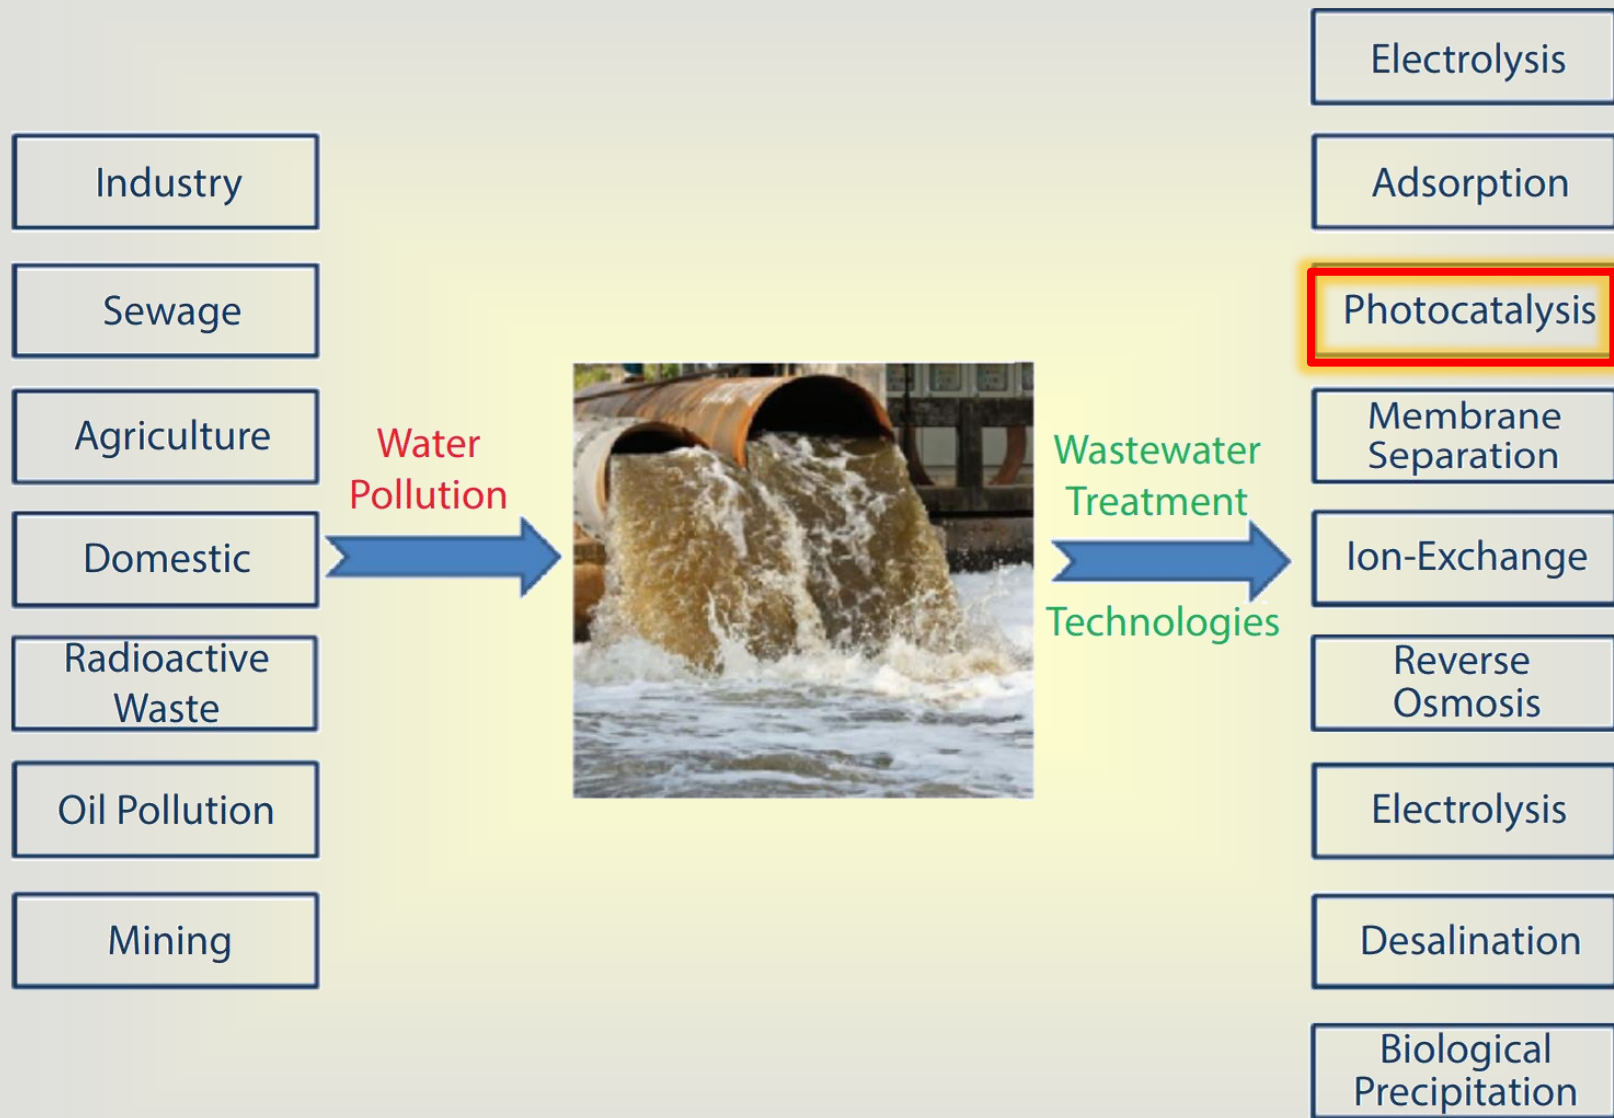 Industry
Sewage
Agriculture
Domestic
Radioactive
Waste
Oil Pollution
Mining
Water
Pollution
Wastewater
Treatment
Technologies
Electrolysis
Adsorption
Photocatalysis
Membrane
Separation
Ion-Exchange
Reverse
Osmosis
Electrolysis
Desalination
Biological
Precipitation